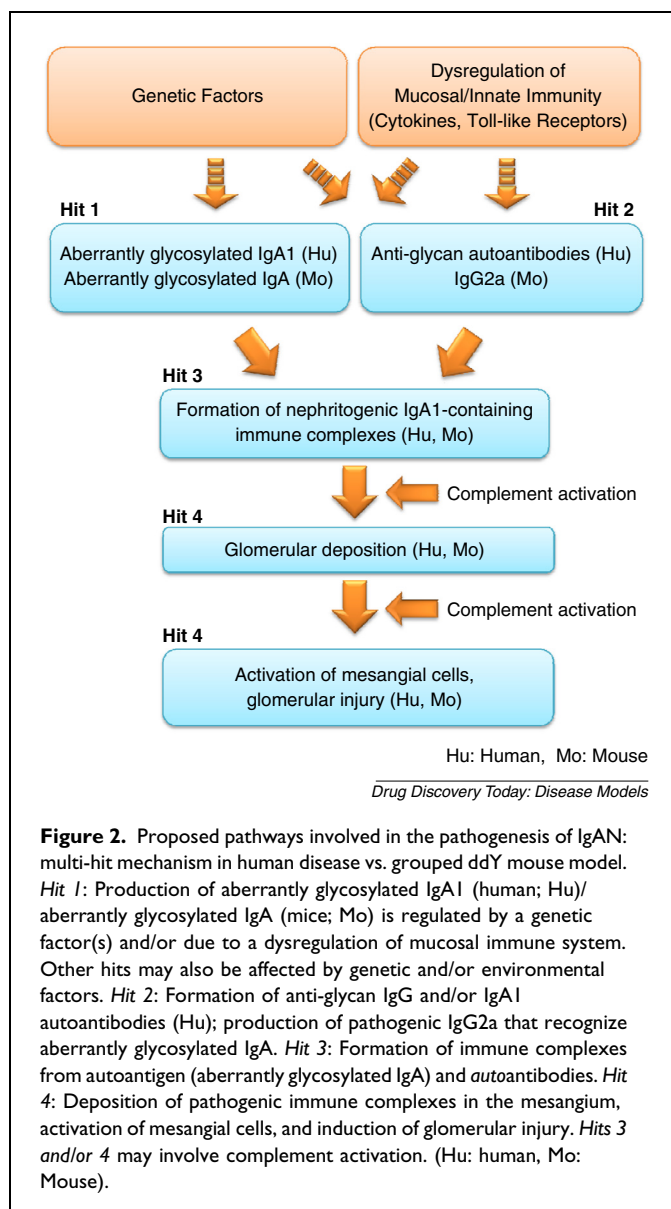 Genetic Factors
Dysregulation of
Mucosal/Innate Immunity
(Cytokines, Toll-like Receptors)
Hit 1
Hit 2
Aberrantly glycosylated IgA1 (Hu)
Aberrantly glycosylated IgA (Mo)
Anti-glycan autoantibodies (Hu)
IgG2a (Mo)
Hit 3
Formation of nephritogenic IgA1-containing
immune complexes (Hu, Mo)
Complement activation
Hit 4
Glomerular deposition (Hu, Mo)
Complement activation
Hit 4
Activation of mesangial cells,
glomerular injury (Hu, Mo)
Hu: Human, Mo: Mouse
Drug Discovery Today: Disease Models
Figure 2. Proposed pathways involved in the pathogenesis of IgAN:
multi-hit mechanism in human disease vs. grouped ddY mouse model.
Hit 1: Production of aberrantly glycosylated IgA1 (human; Hu)/
aberrantly glycosylated IgA (mice; Mo) is regulated by a genetic
factor(s) and/or due to a dysregulation of mucosal immune system.
Other hits may also be affected by genetic and/or environmental
factors. Hit 2: Formation of anti-glycan IgG and/or IgA1
autoantibodies (Hu); production of pathogenic IgG2a that recognize
aberrantly glycosylated IgA. Hit 3: Formation of immune complexes
from autoantigen (aberrantly glycosylated IgA) and autoantibodies. Hit
4: Deposition of pathogenic immune complexes in the mesangium,
activation of mesangial cells, and induction of glomerular injury. Hits 3
and/or 4 may involve complement activation. (Hu: human, Mo:
Mouse).